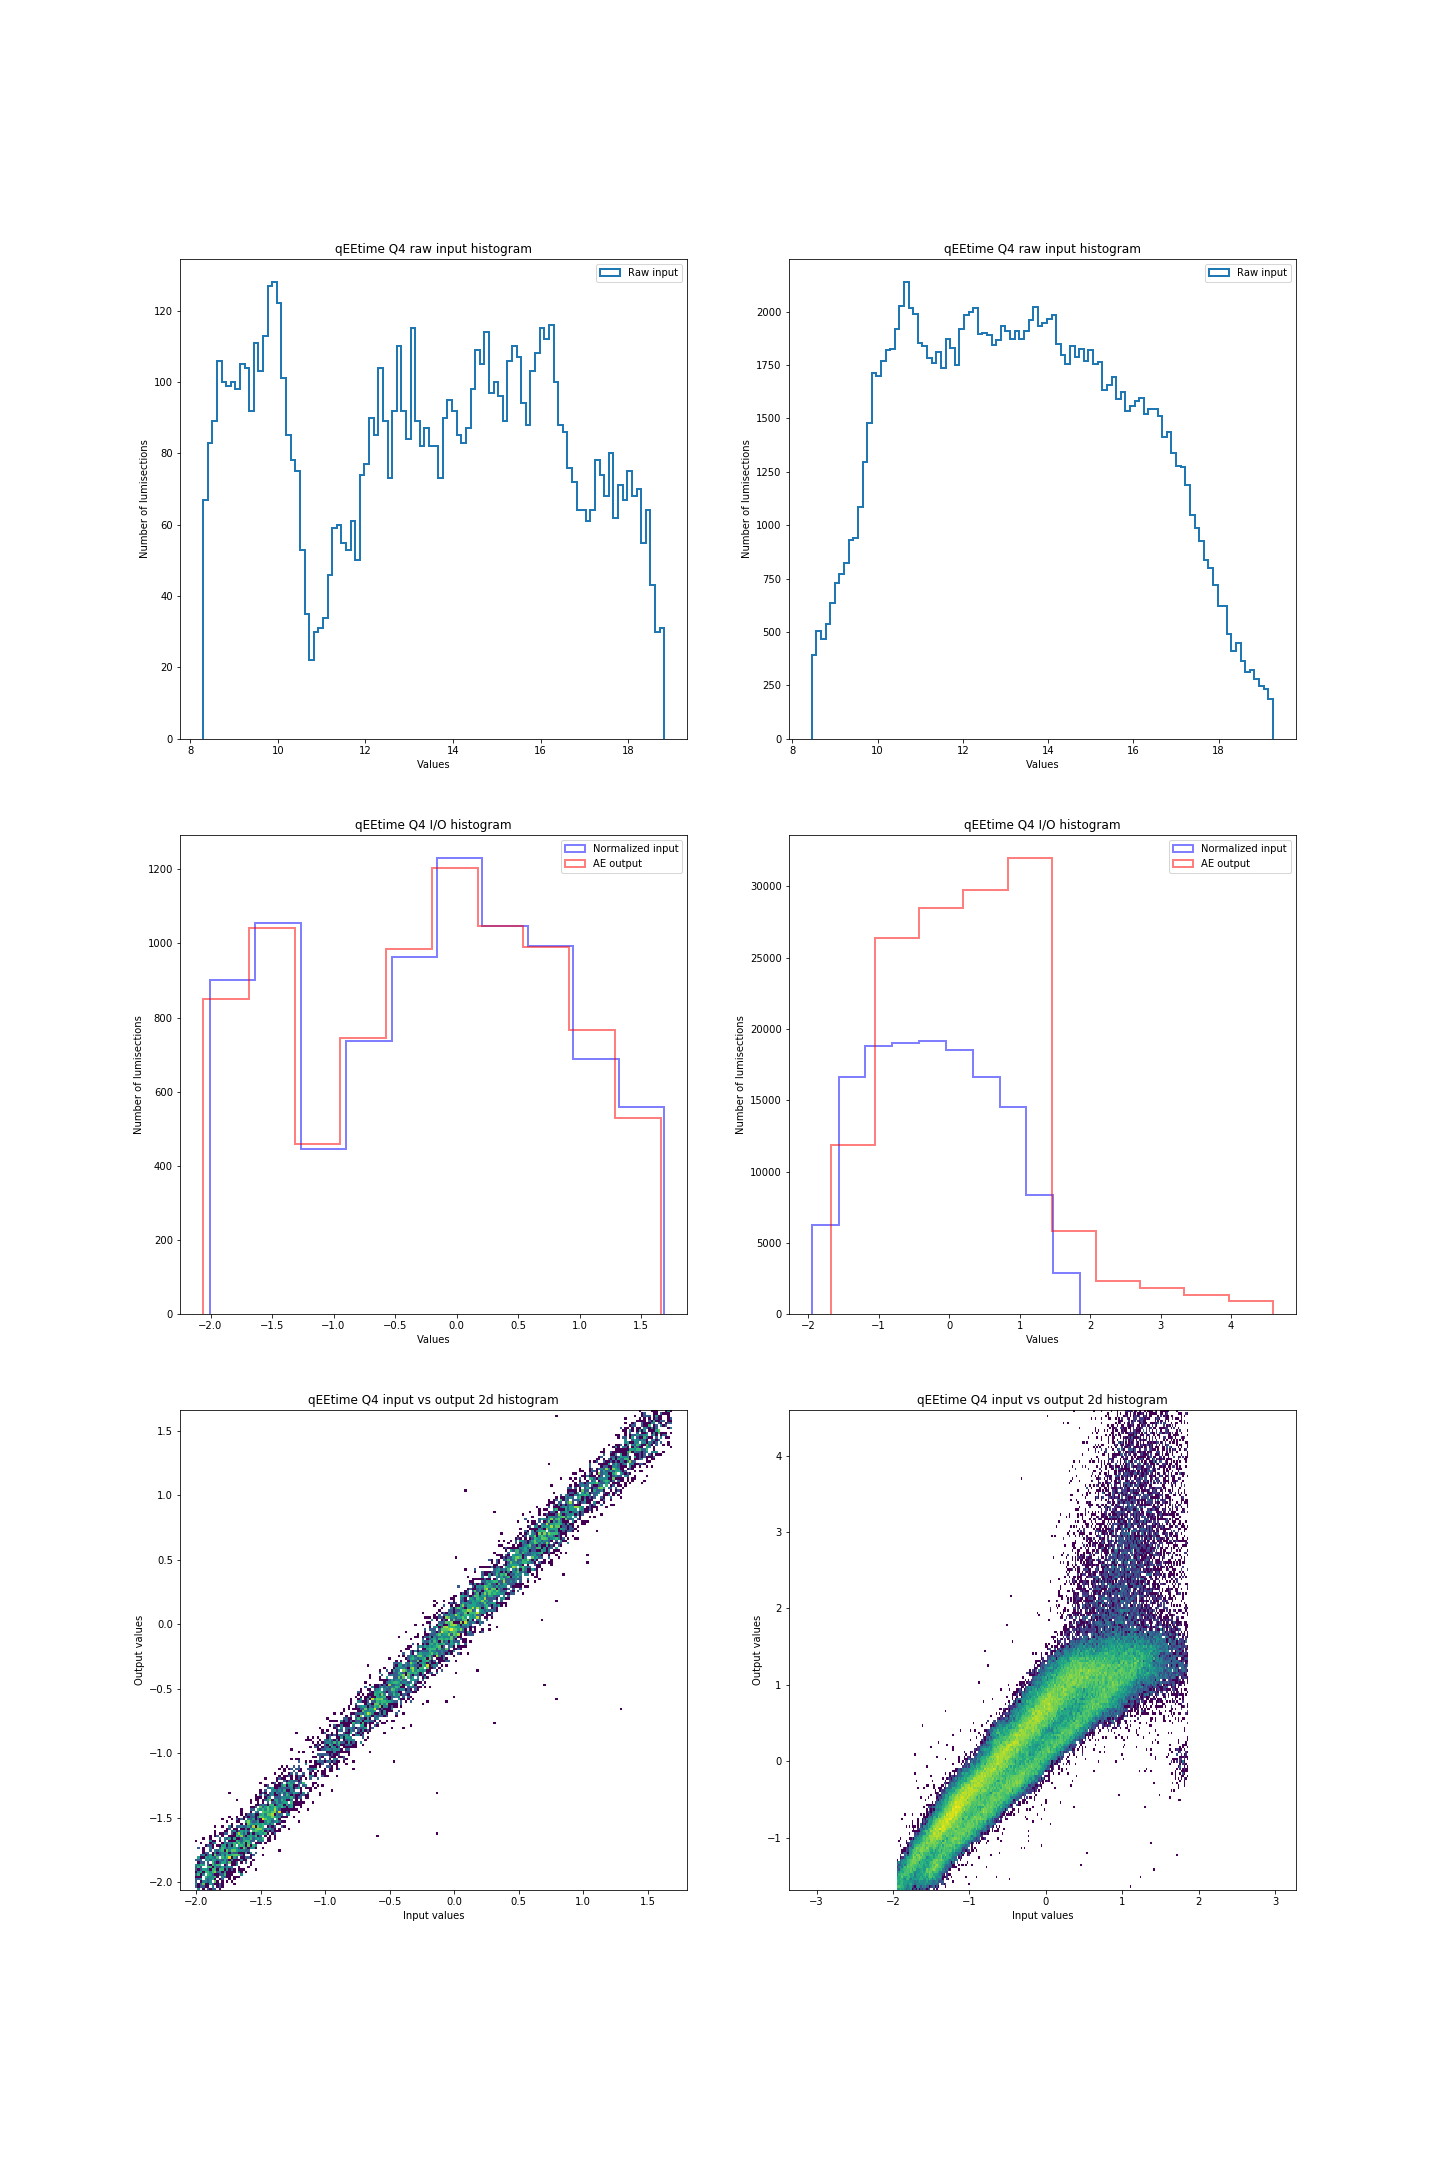 qEEtime Q4 raw input histogram
Raw input
120
100
80
60
40
20
0
Number of lumisections
8 10 12 14 16 18
Values
qEEtime Q4 raw input histogram
Raw input
2000
1750
1500
1250
1000
750
500
250
0
Number of lumisections
8 10 12 14 16 18
Values
qEEtime Q4 I/O histogram
Normalized input
AE output
1200
1000
800
600
400
200
0
Number of lumisections
−2.0 −1.5 −1.0 −0.5 0.0 0.5 1.0 1.5
Values
qEEtime Q4 I/O histogram
Normalized input
AE output
30000
25000
20000
15000
10000
5000
0
Number of lumisections
−2 −1 0 1 2 3 4
Values
qEEtime Q4 input vs output 2d histogram
1.5
1.0
0.5
0.0
−0.5
−1.0
−1.5
−2.0
Output values
−2.0 −1.5 −1.0 −0.5 0.0 0.5 1.0 1.5
Input values
qEEtime Q4 input vs output 2d histogram
4
3
2
1
0
−1
Output values
−3 −2 −1 0 1 2 3
Input values